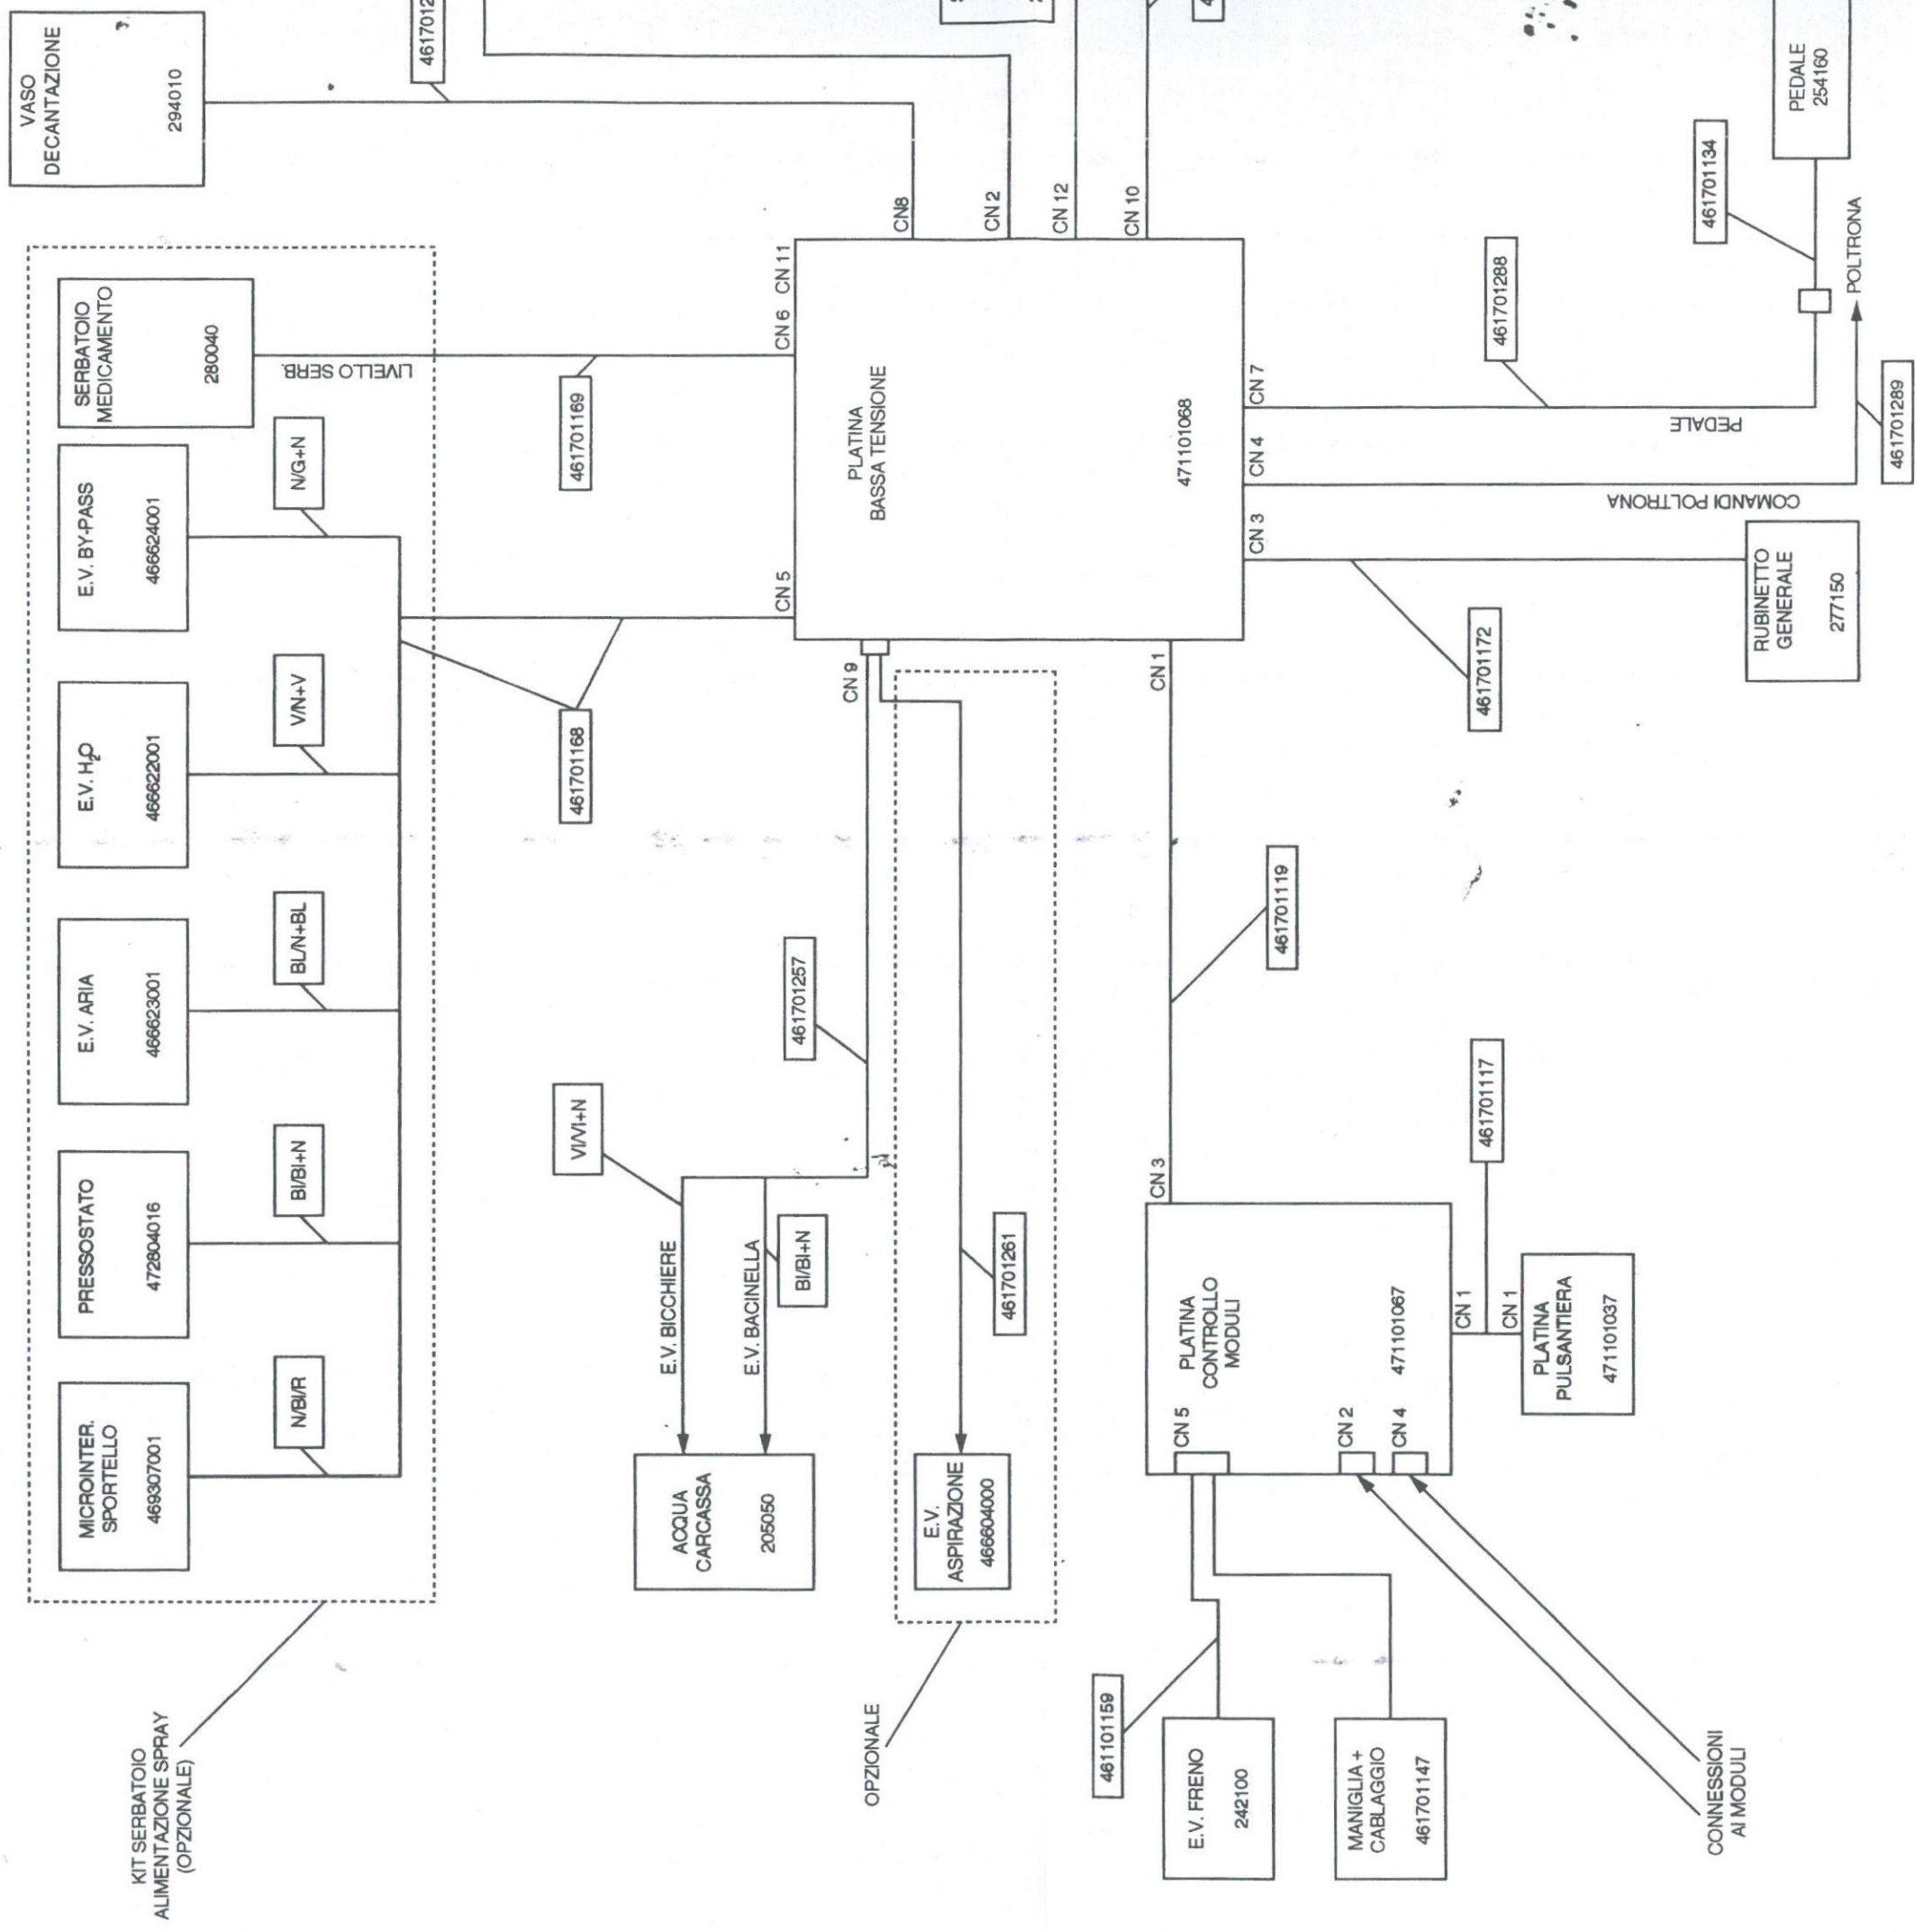 KIT SERBATOIO
ALIMENTAZIONE SPRAY
(OPZIONALE)
MICROINTER.
SPORTELLO
469307001
N/BI/R
PRESSOSTATO
472804016
BI/BI+N
E.V. ARIA
466623001
BL/N+BL
E.V. H2O
466622001
V/N+V
E.V. BY-PASS
466624001
N/G+N
SERBATOIO
MEDICAMENTO
280040
LIVELLO SERB.
VASO
DECANTAZIONE
294010
461701168
461701169
VI/VI+N
E.V. BICCHIERE
E.V. BACINELLA
BI/BI+N
461701257
ACQUA
CARCASSA
205050
OPZIONALE
E.V.
ASPIRAZIONE
466604000
461701261
CN 9
CN 5
CN 6
CN 11
CN8
CN 2
CN 12
CN 10
PLATINA
BASSA TENSIONE
471101068
CN 1
CN 3
CN 4
CN 7
461101159
E.V. FRENO
242100
MANIGLIA +
CABLAGGIO
461701147
CN 5
CN 2
CN 4
PLATINA
CONTROLLO
MODULI
471101067
CN 3
461701119
CN 1
CN 1
461701117
PLATINA
PULSANTIERA
471101037
CONNESSIONI
AI MODULI
461701172
RUBINETTO
GENERALE
277150
COMANDI POLTRONA
461701289
POLTRONA
PEDALE
461701288
461701134
PEDALE
254160